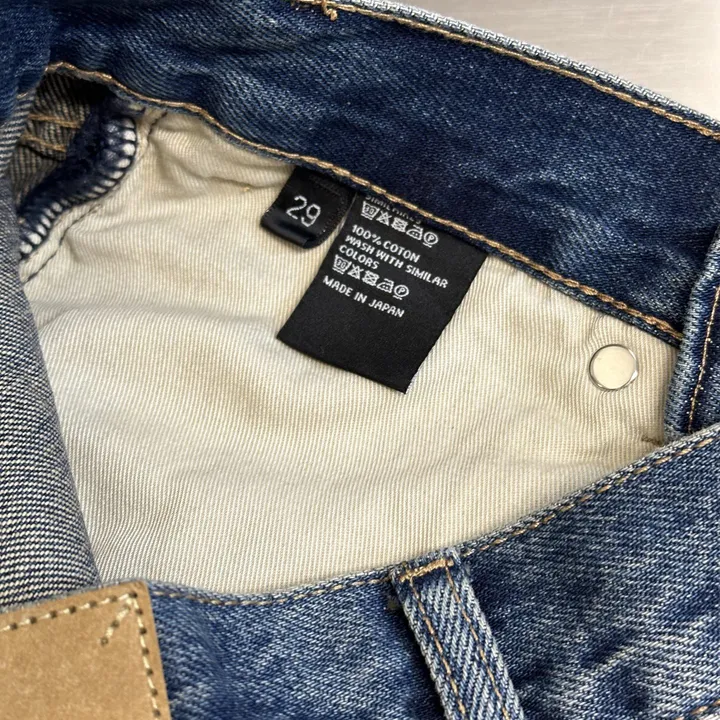 29
100% COTON
WASH WITH SIMILAR
COLORS
MADE IN JAPAN